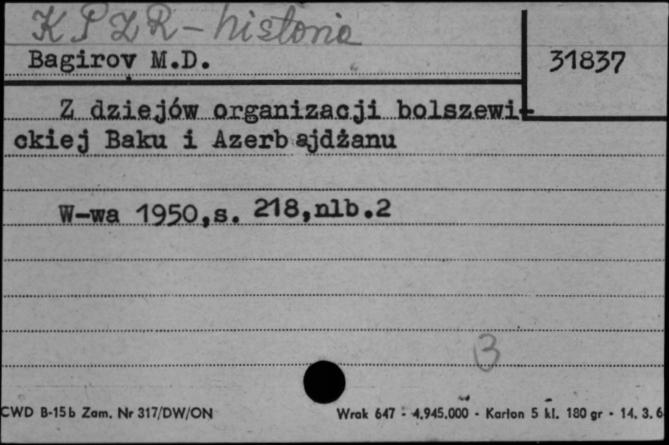 KPZR - historia
Bagirov M.D.
31837
Z dziejów organizacji bolszewi-
ckiej Baku i Azerbajdżanu
W-wa 1950,s. 218,nlb.2
3
CWD B-15b Zam. Nr 317/DW/ON
Wrak 647 - 4.945.000 - Karton 5 kl. 180 gr - 14. 3. 6